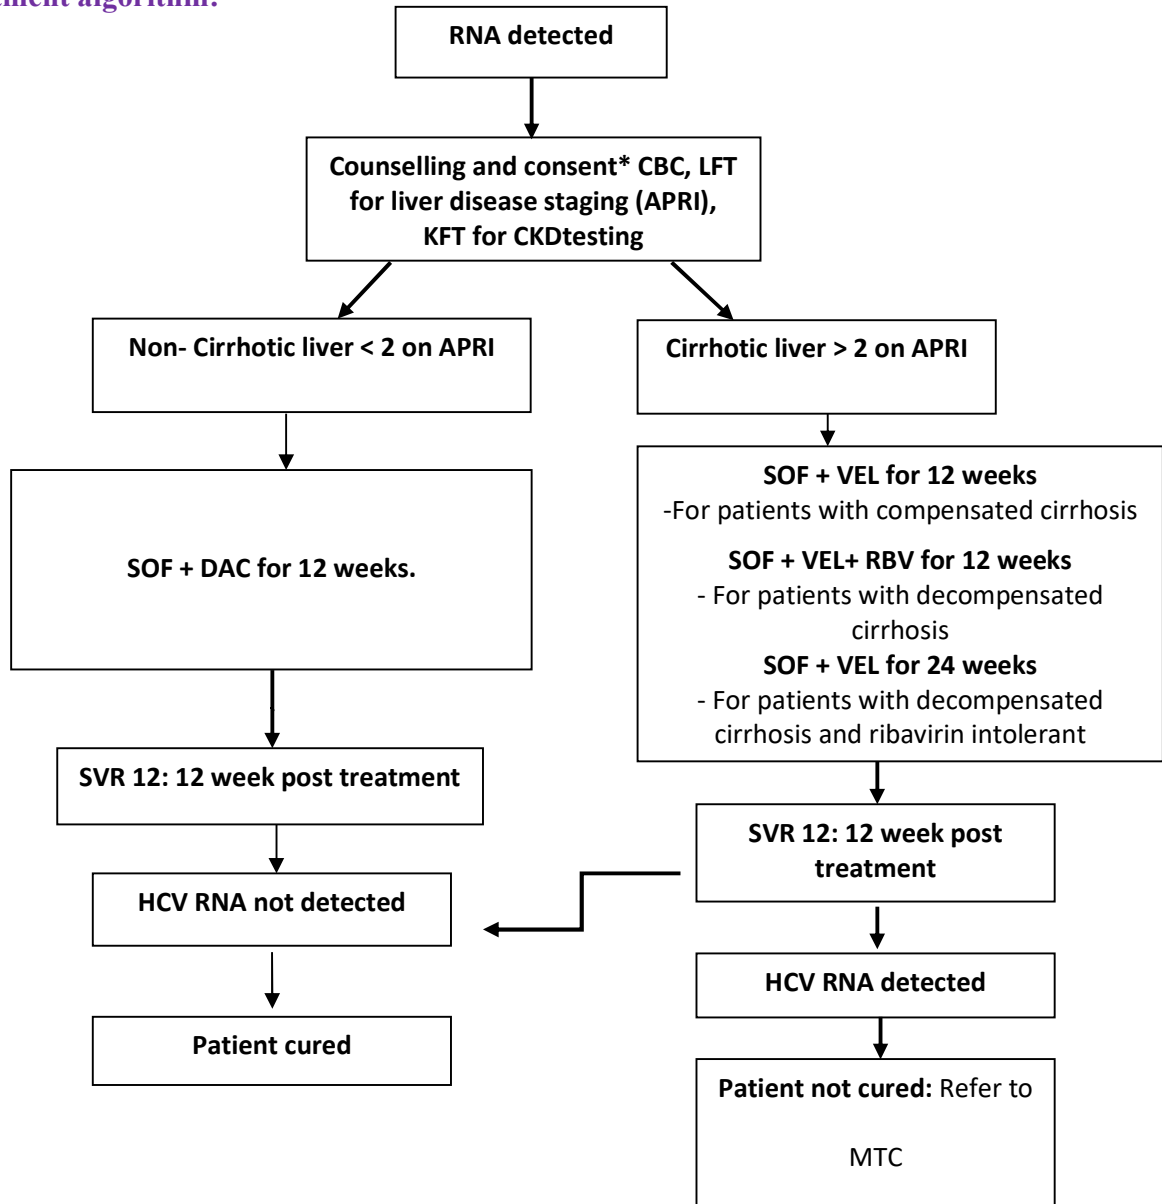 algorithm:
RNA detected
Counselling and consent* CBC, LFT
for liver disease staging (APRI),
KFT for CKDtesting
Non- Cirrhotic liver < 2 on APRI
Cirrhotic liver > 2 on APRI
SOF + DAC for 12 weeks.
SOF + VEL for 12 weeks
-For patients with compensated cirrhosis
SOF + VEL+ RBV for 12 weeks
- For patients with decompensated
cirrhosis
SOF + VEL for 24 weeks
- For patients with decompensated
cirrhosis and ribavirin intolerant
SVR 12: 12 week post treatment
SVR 12: 12 week post
treatment
HCV RNA not detected
HCV RNA detected
Patient cured
Patient not cured: Refer to
MTC